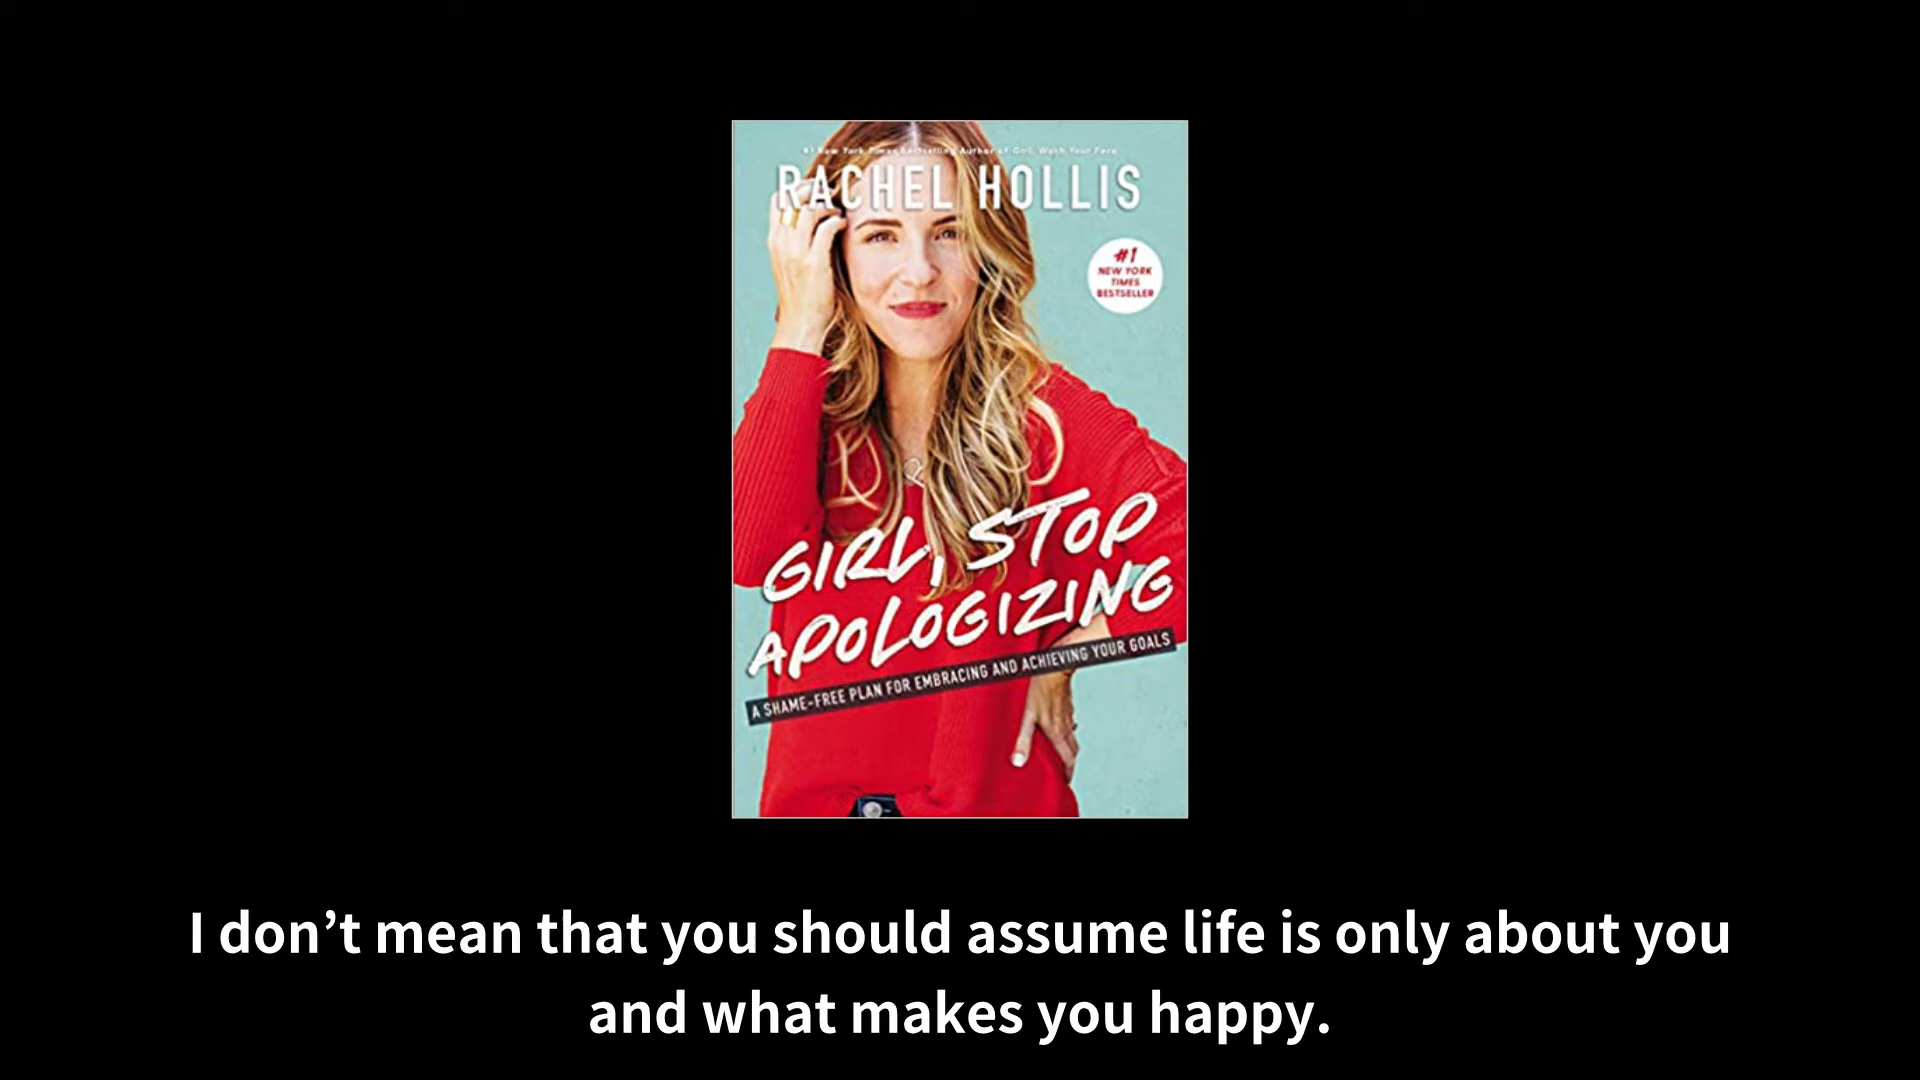 #1 New York Times Bestselling Author of Girl, Wash Your Face
RACHEL HOLLIS
#1
NEW YORK
TIMES
BESTSELLER
GIRL, STOP
APOLOGIZING
A SHAME-FREE PLAN FOR EMBRACING AND ACHIEVING YOUR GOALS
I don’t mean that you should assume life is only about you
and what makes you happy.